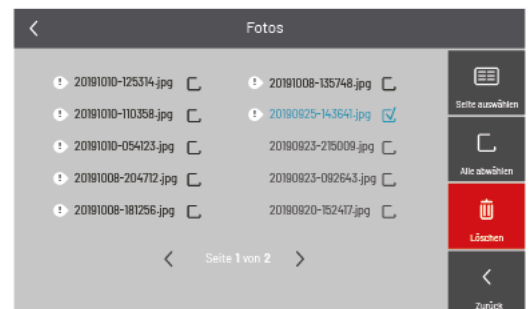 Fotos
20191010-125314.jpg
20191010-110358.jpg
20191010-054123.jpg
20191008-204712.jpg
20191008-181256.jpg
20191008-135748.jpg
20190925-143641.jpg
20190923-215009.jpg
20190923-092643.jpg
20190920-152417.jpg
Seite 1 von 2
Seite auswählen
Alle abwählen
Löschen
Zurück